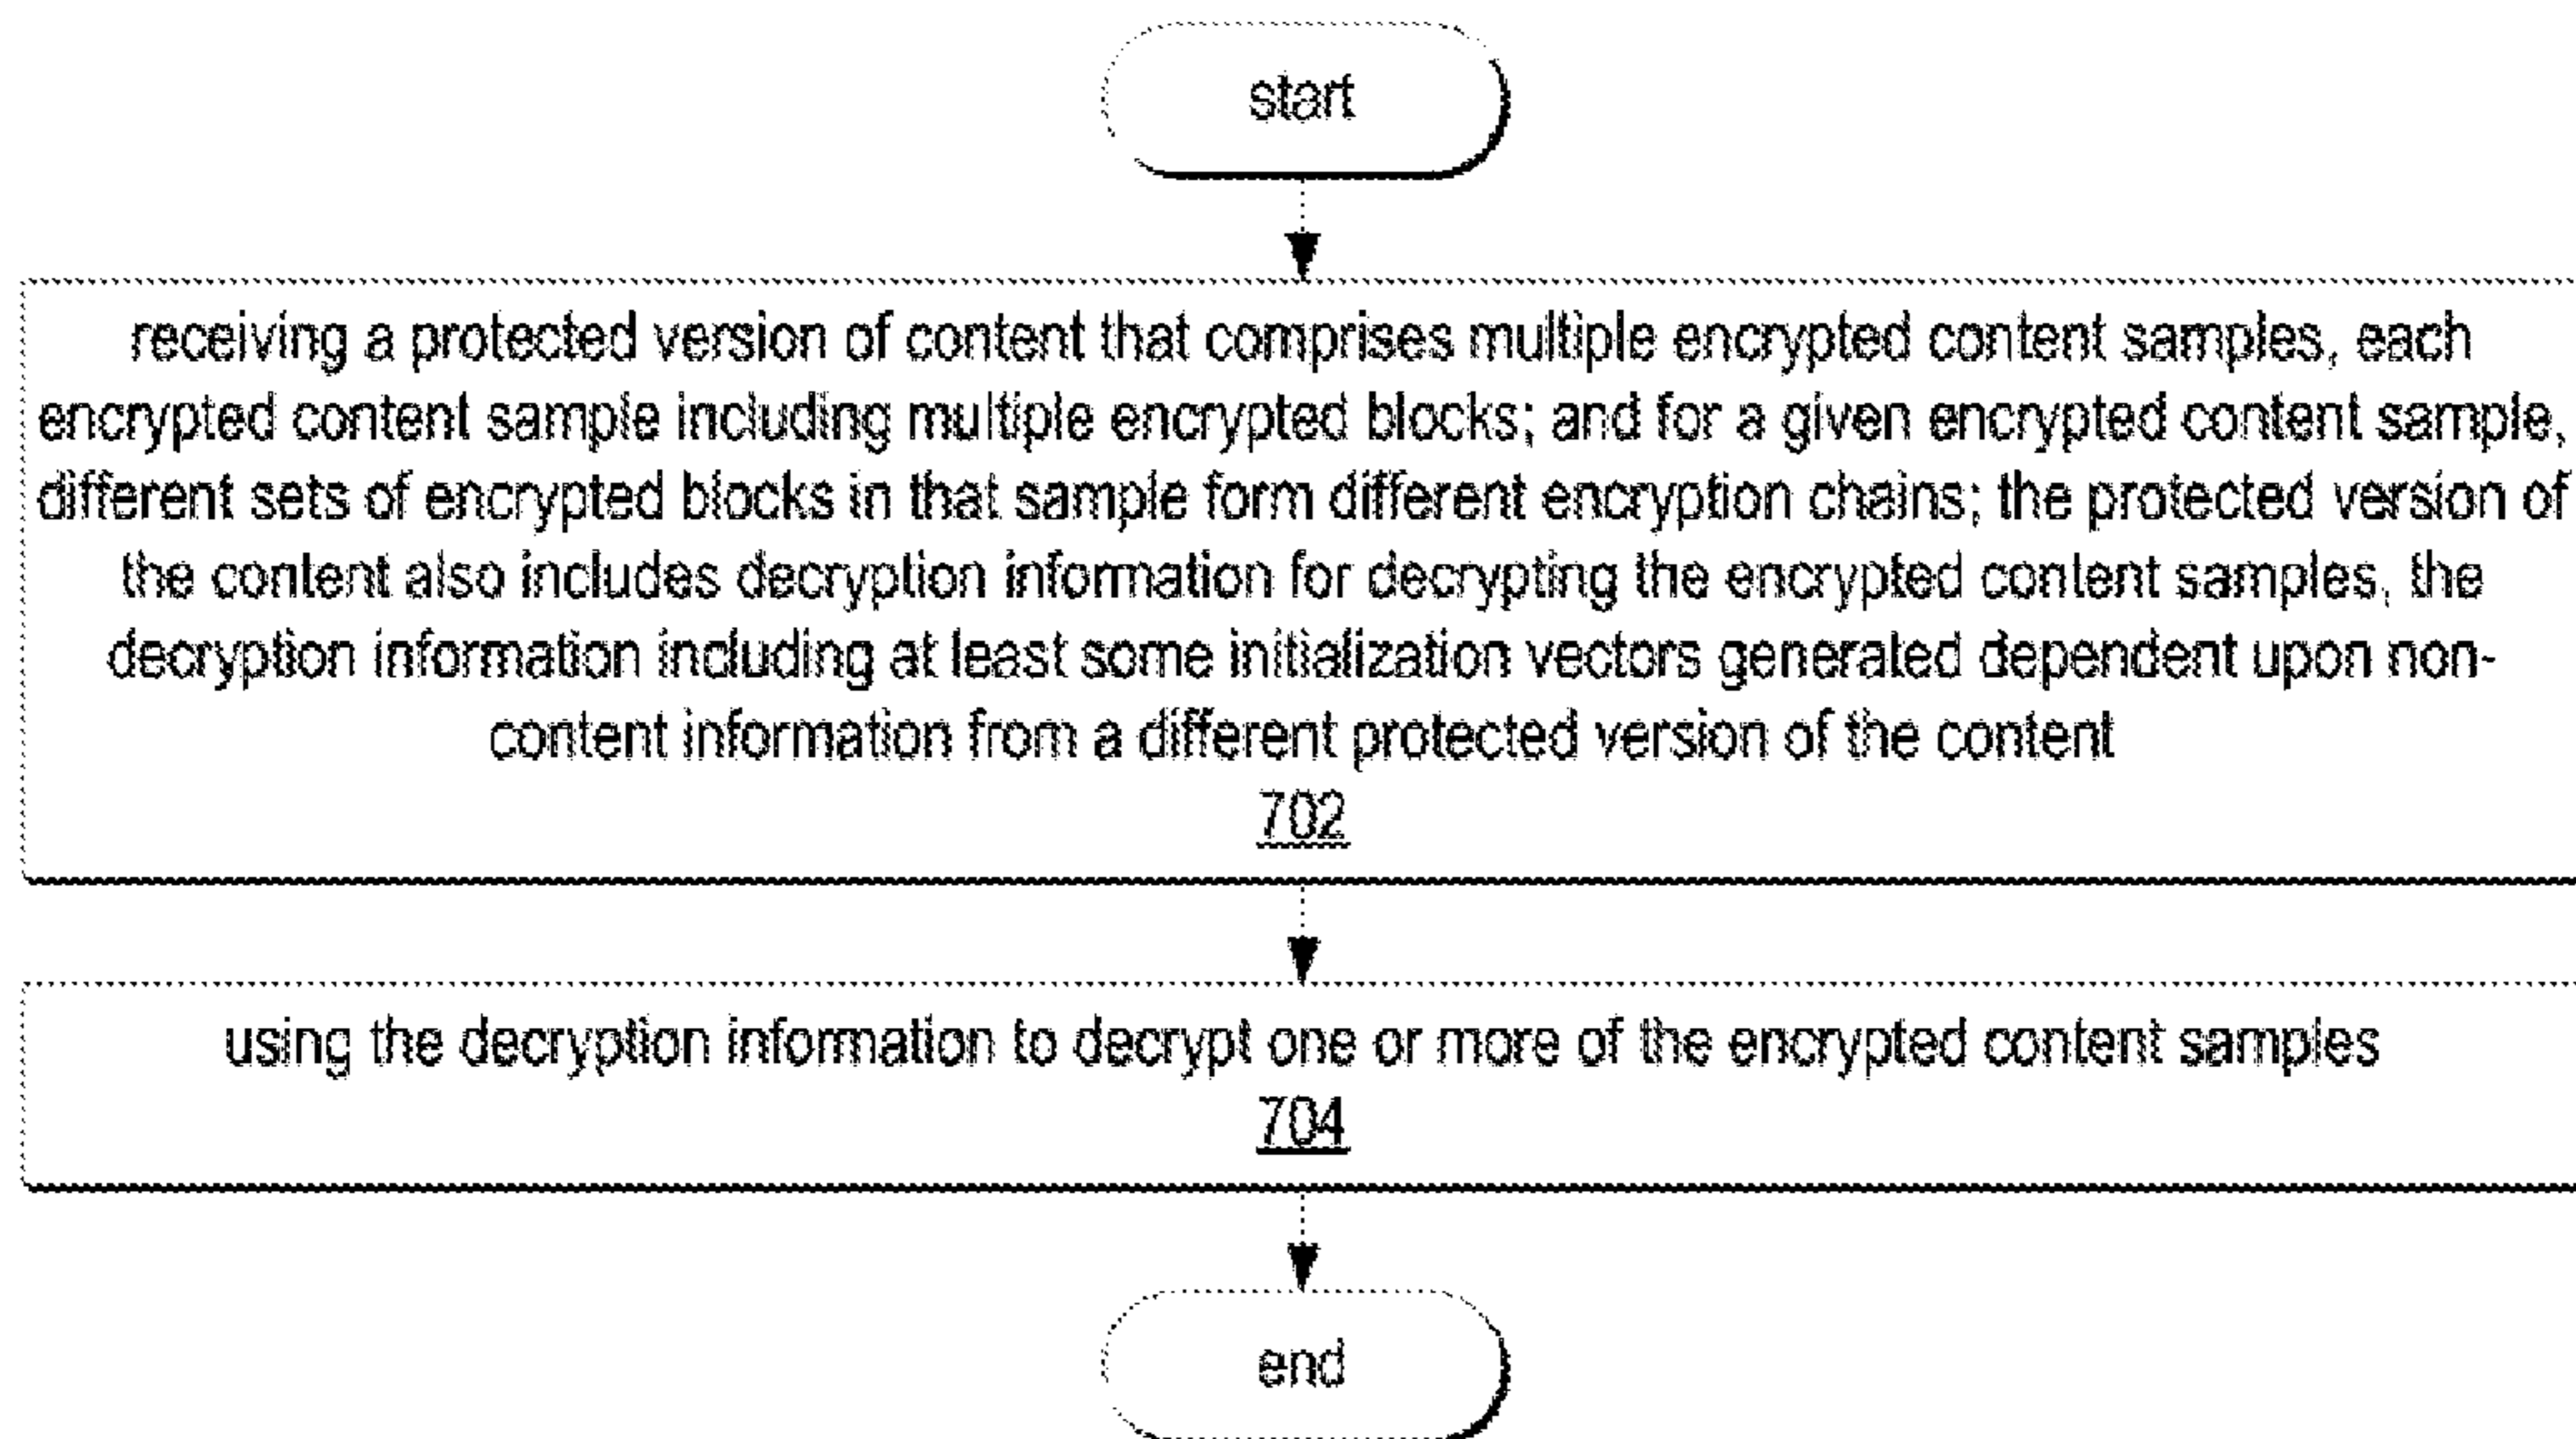 start
receiving a protected version of content that comprises multiple encrypted content samples, each
encrypted content sample including multiple encrypted blocks; and for a given encrypted content sample,
different sets of encrypted blocks in that sample form different encryption chains; the protected version of
the content also includes decryption information for decrypting the encrypted content samples, the
decryption information including at least some initialization vectors generated dependent upon non-
content information from a different protected version of the content
702
using the decryption information to decrypt one or more of the encrypted content samples
704
end